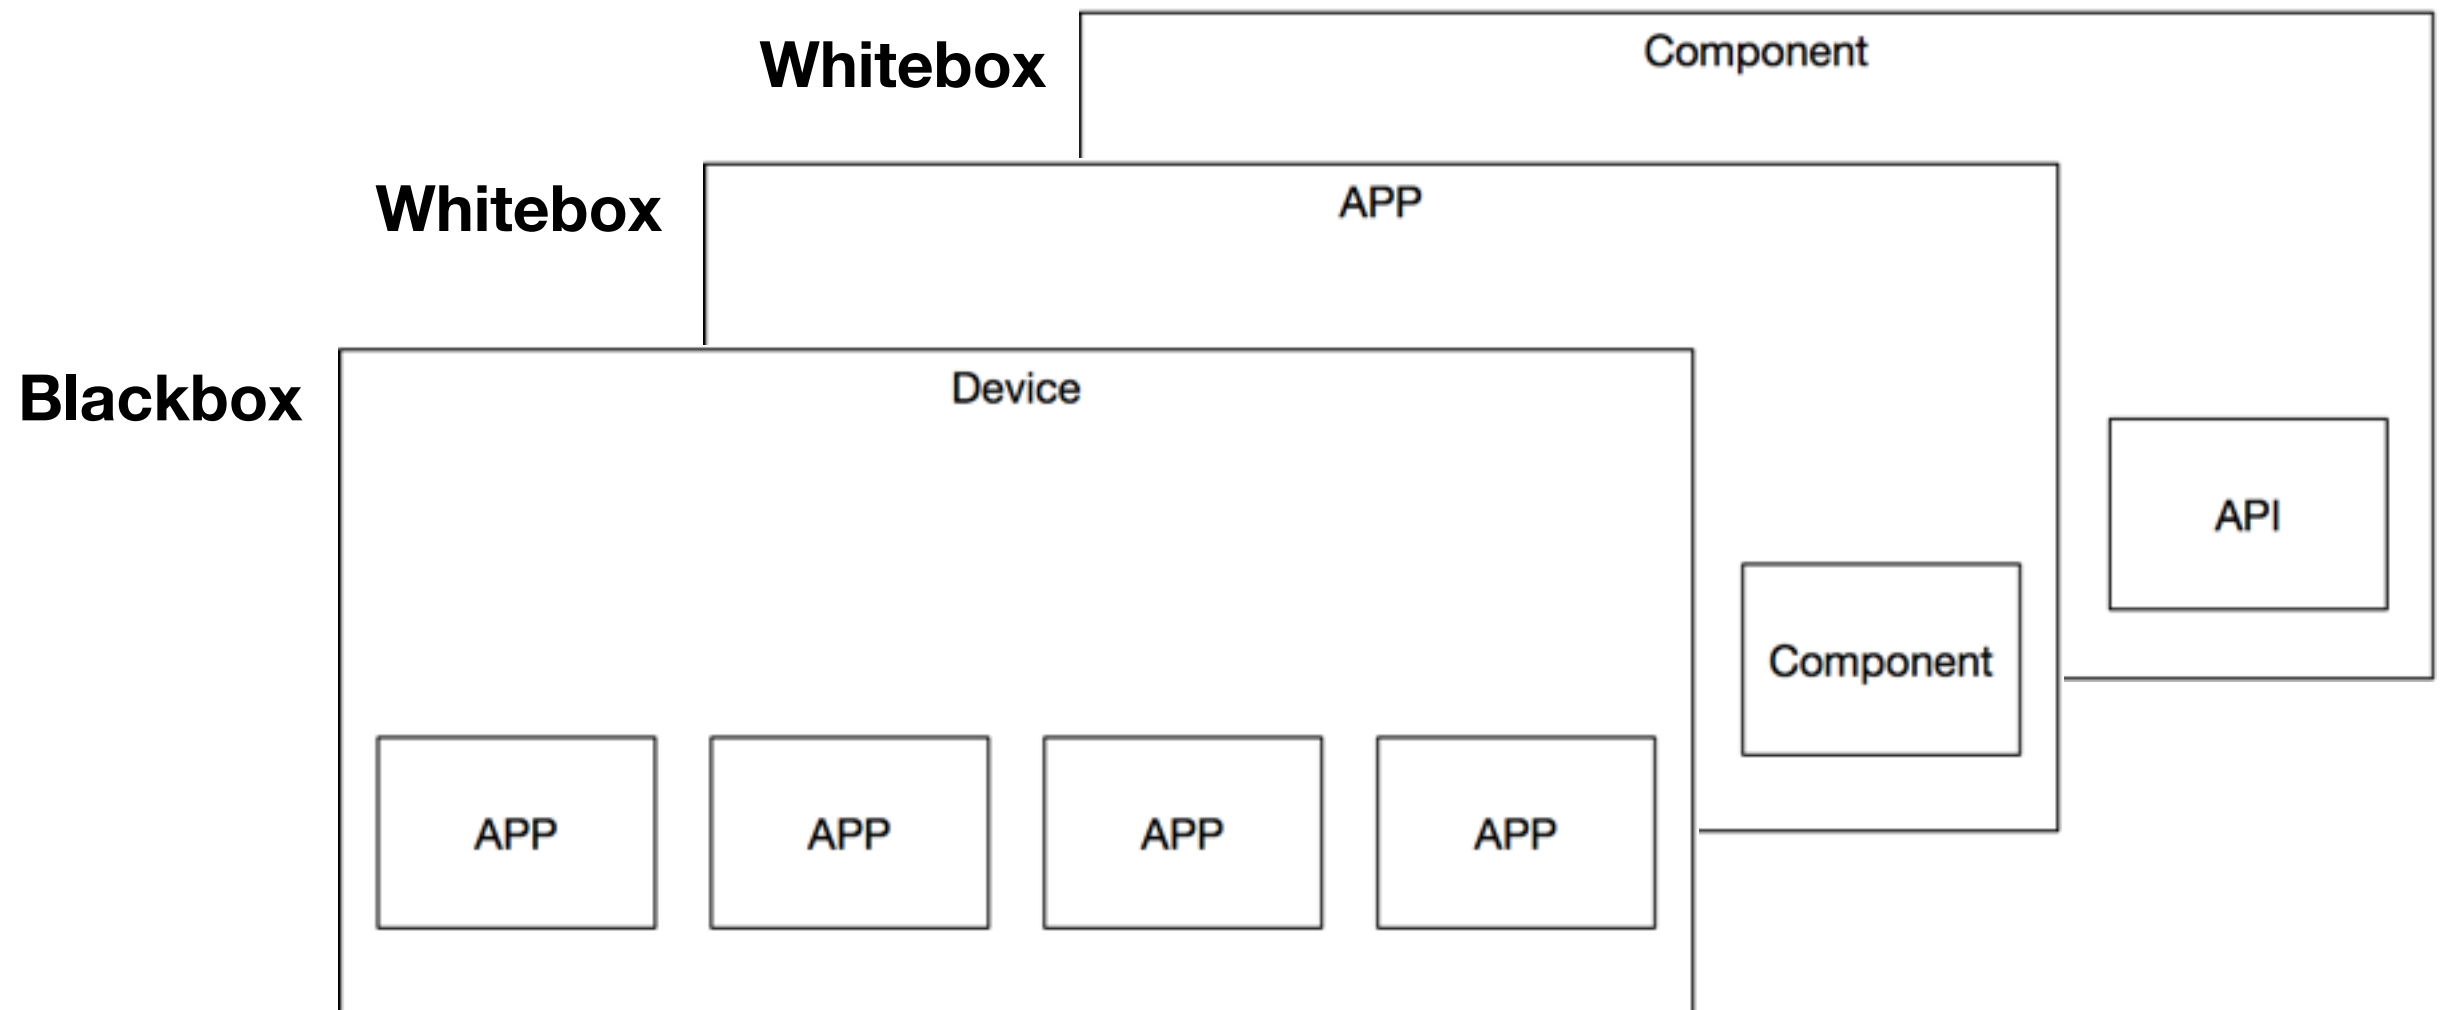 Whitebox
Component
Whitebox
APP
Blackbox
Device
API
Component
APP
APP
APP
APP